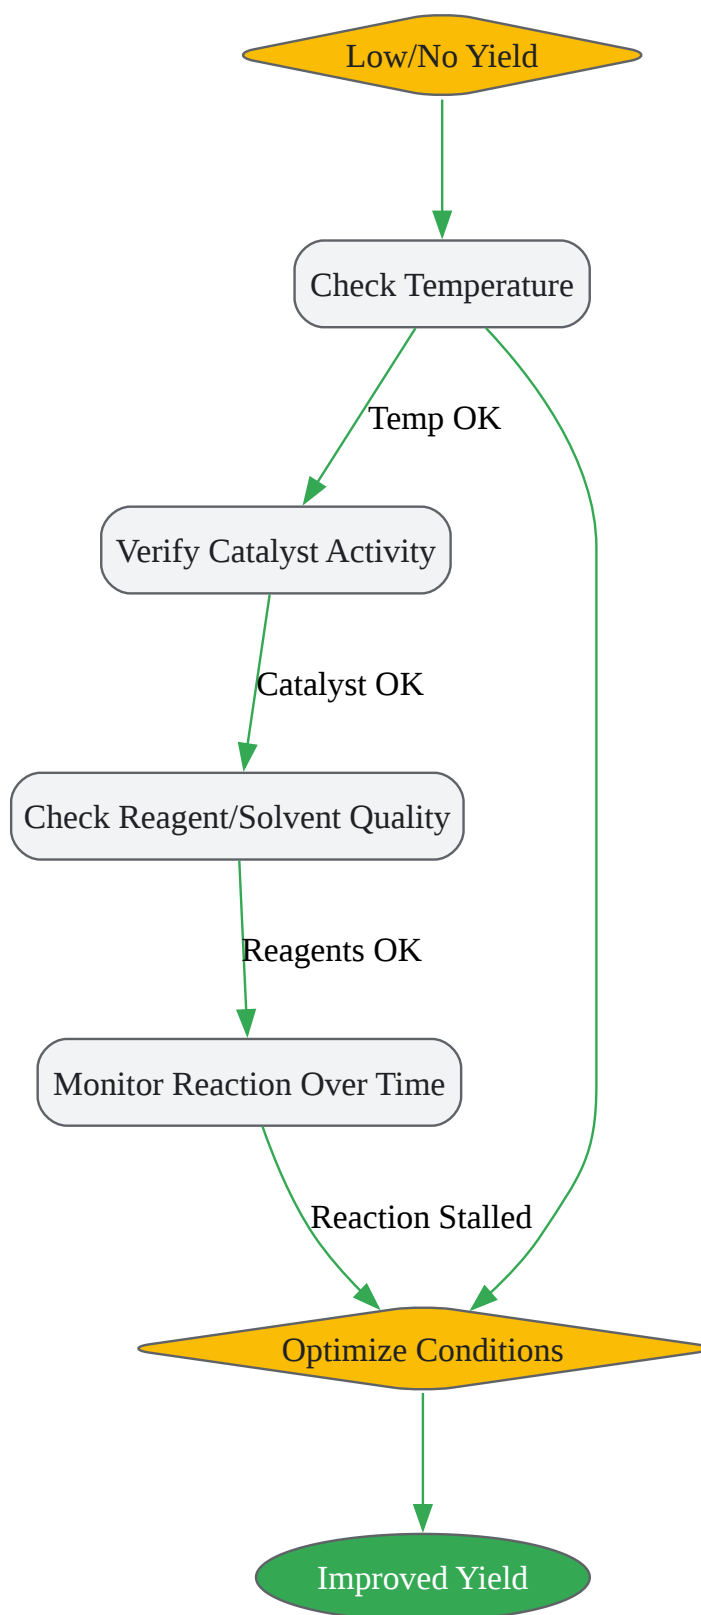 Low/No Yield
Check Temperature
Temp OK
Verify Catalyst Activity
Catalyst OK
Check Reagent/Solvent Quality
Reagents OK
Monitor Reaction Over Time
Reaction Stalled
Optimize Conditions
Improved Yield